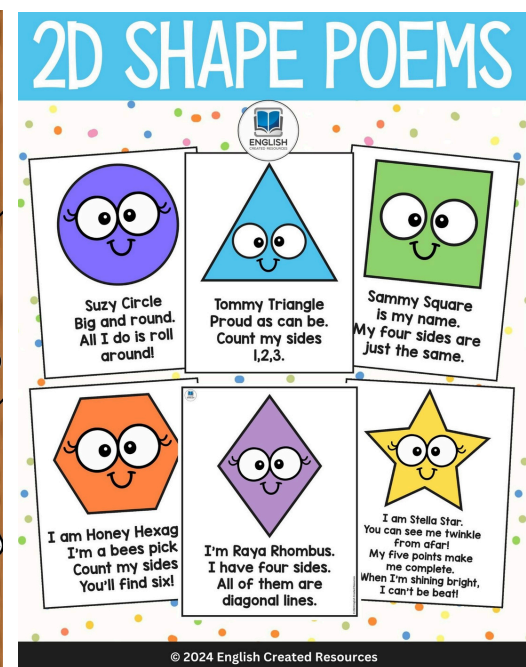 2D SHAPE POEMS
ENGLISH
CREATED RESOURCES
Suzy Circle
Big and round.
All I do is roll
around!
Tommy Triangle
Proud as can be.
Count my sides
1,2,3.
Sammy Square
is my name.
My four sides are
just the same.
I am Honey Hexag
I'm a bees pick
Count my sides
You'll find six!
I'm Raya Rhombus.
I have four sides.
All of them are
diagonal lines.
I am Stella Star.
You can see me twinkle
from afar!
My five points make
me complete.
When I'm shining bright,
I can't be beat!
© 2024 English Created Resources